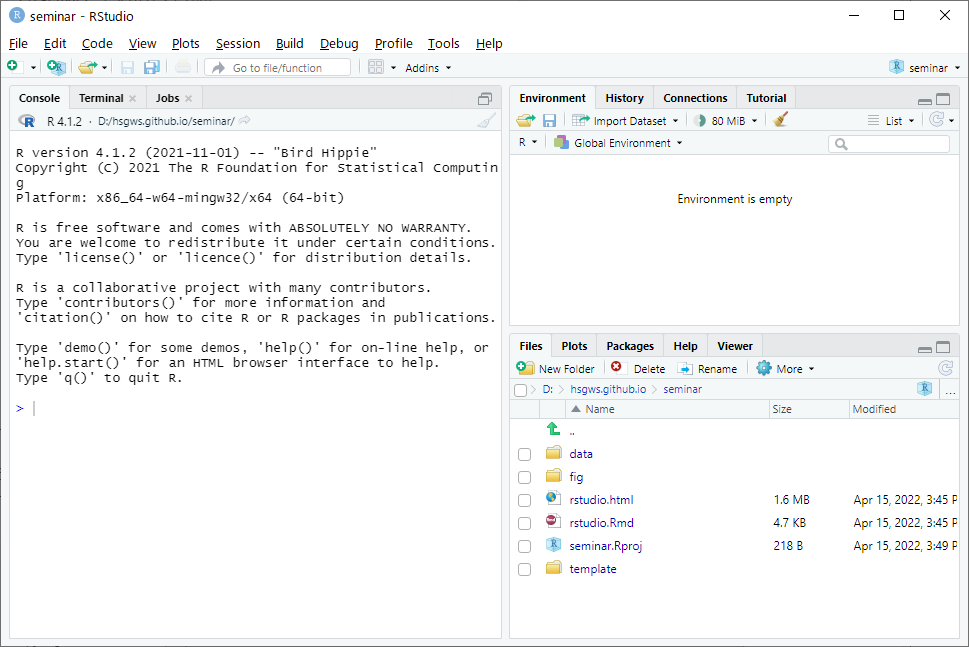 seminar - RStudio
File Edit Code View Plots Session Build Debug Profile Tools Help
Go to file/function Addins seminar
Console Terminal Jobs
R 4.1.2 · D:/hsgws.github.io/seminar/
R version 4.1.2 (2021-11-01) -- "Bird Hippie"
Copyright (C) 2021 The R Foundation for Statistical Computin
g
Platform: x86_64-w64-mingw32/x64 (64-bit)
R is free software and comes with ABSOLUTELY NO WARRANTY.
You are welcome to redistribute it under certain conditions.
Type 'license()' or 'licence()' for distribution details.
R is a collaborative project with many contributors.
Type 'contributors()' for more information and
'citation()' on how to cite R or R packages in publications.
Type 'demo()' for some demos, 'help()' for on-line help, or
'help.start()' for an HTML browser interface to help.
Type 'q()' to quit R.
>
Environment History Connections Tutorial
Import Dataset 80 MiB List
R Global Environment
Environment is empty
Files Plots Packages Help Viewer
New Folder Delete Rename More
D: hsgws.github.io seminar ...
Name Size Modified
..
data
fig
rstudio.html 1.6 MB Apr 15, 2022, 3:45 P
rstudio.Rmd 4.7 KB Apr 15, 2022, 3:45 P
seminar.Rproj 218 B Apr 15, 2022, 3:49 P
template